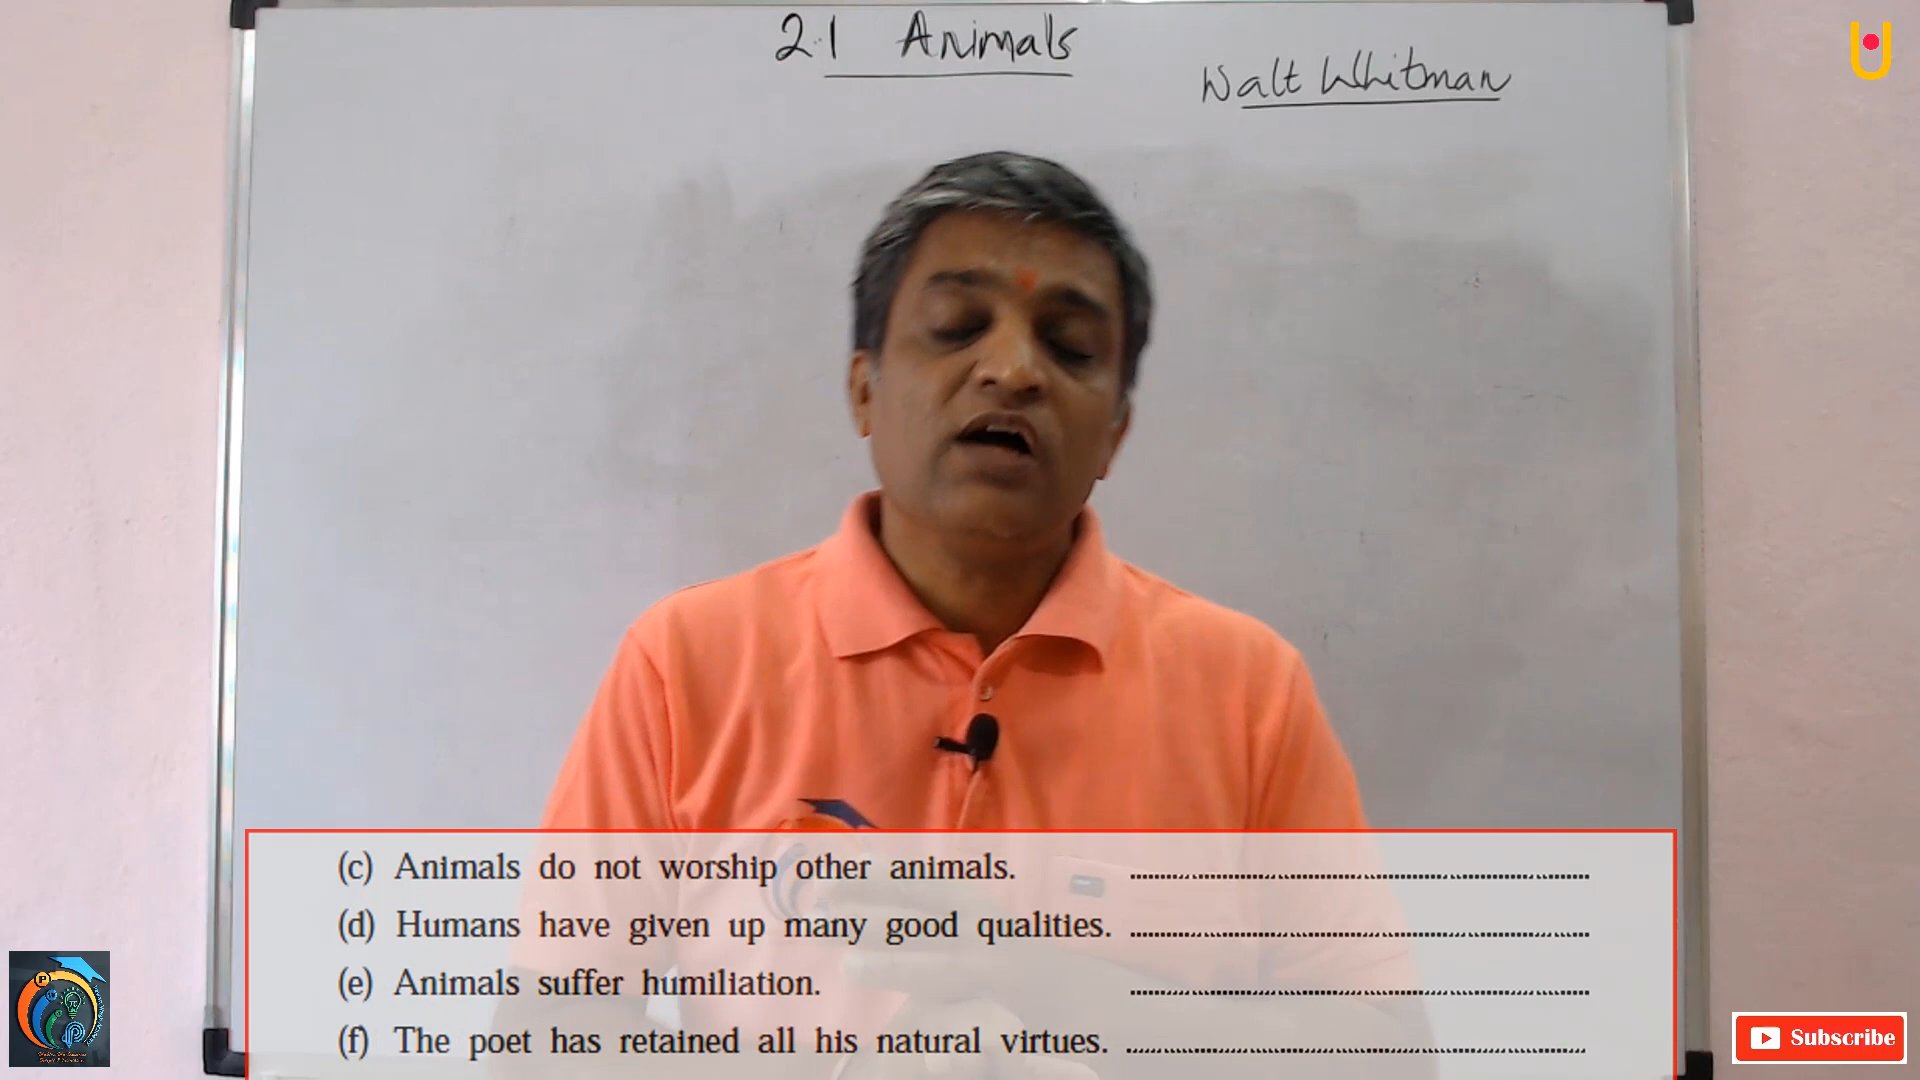 2.1 Animals
Walt Whitman
(c) Animals do not worship other animals. ........................................
(d) Humans have given up many good qualities. ........................................
(e) Animals suffer humiliation. ........................................
(f) The poet has retained all his natural virtues. ........................................
Subscribe